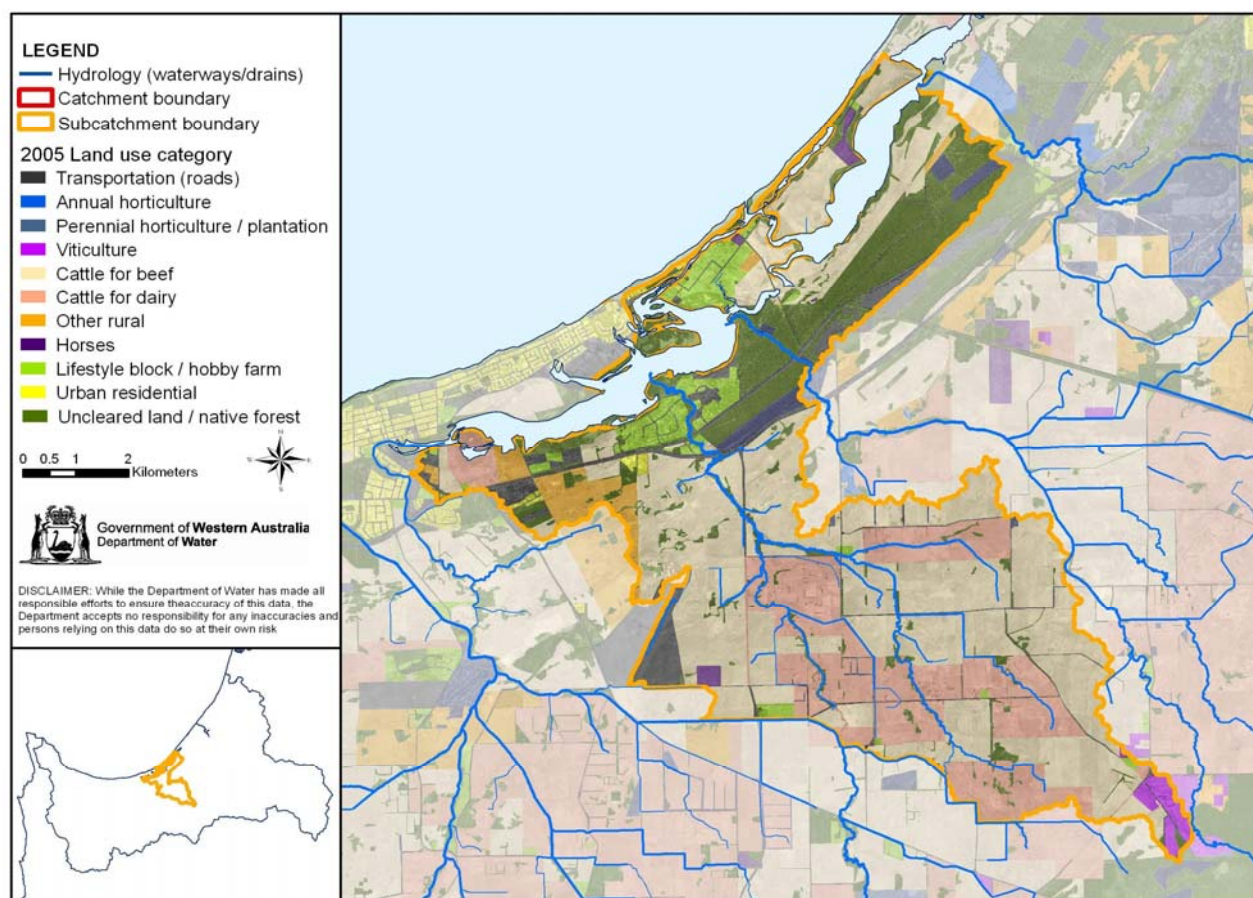 LEGEND
Hydrology (waterways/drains)
Catchment boundary
Subcatchment boundary
2005 Land use category
Transportation (roads)
Annual horticulture
Perennial horticulture / plantation
Viticulture
Cattle for beef
Cattle for dairy
Other rural
Horses
Lifestyle block / hobby farm
Urban residential
Uncleared land / native forest
0 0.5 1 2
Kilometers
Government of Western Australia
Department of Water
DISCLAIMER: While the Department of Water has made all
responsible efforts to ensure theaccuracy of this data, the
Department accepts no responsibility for any inaccuracies and
persons relying on this data do so at their own risk